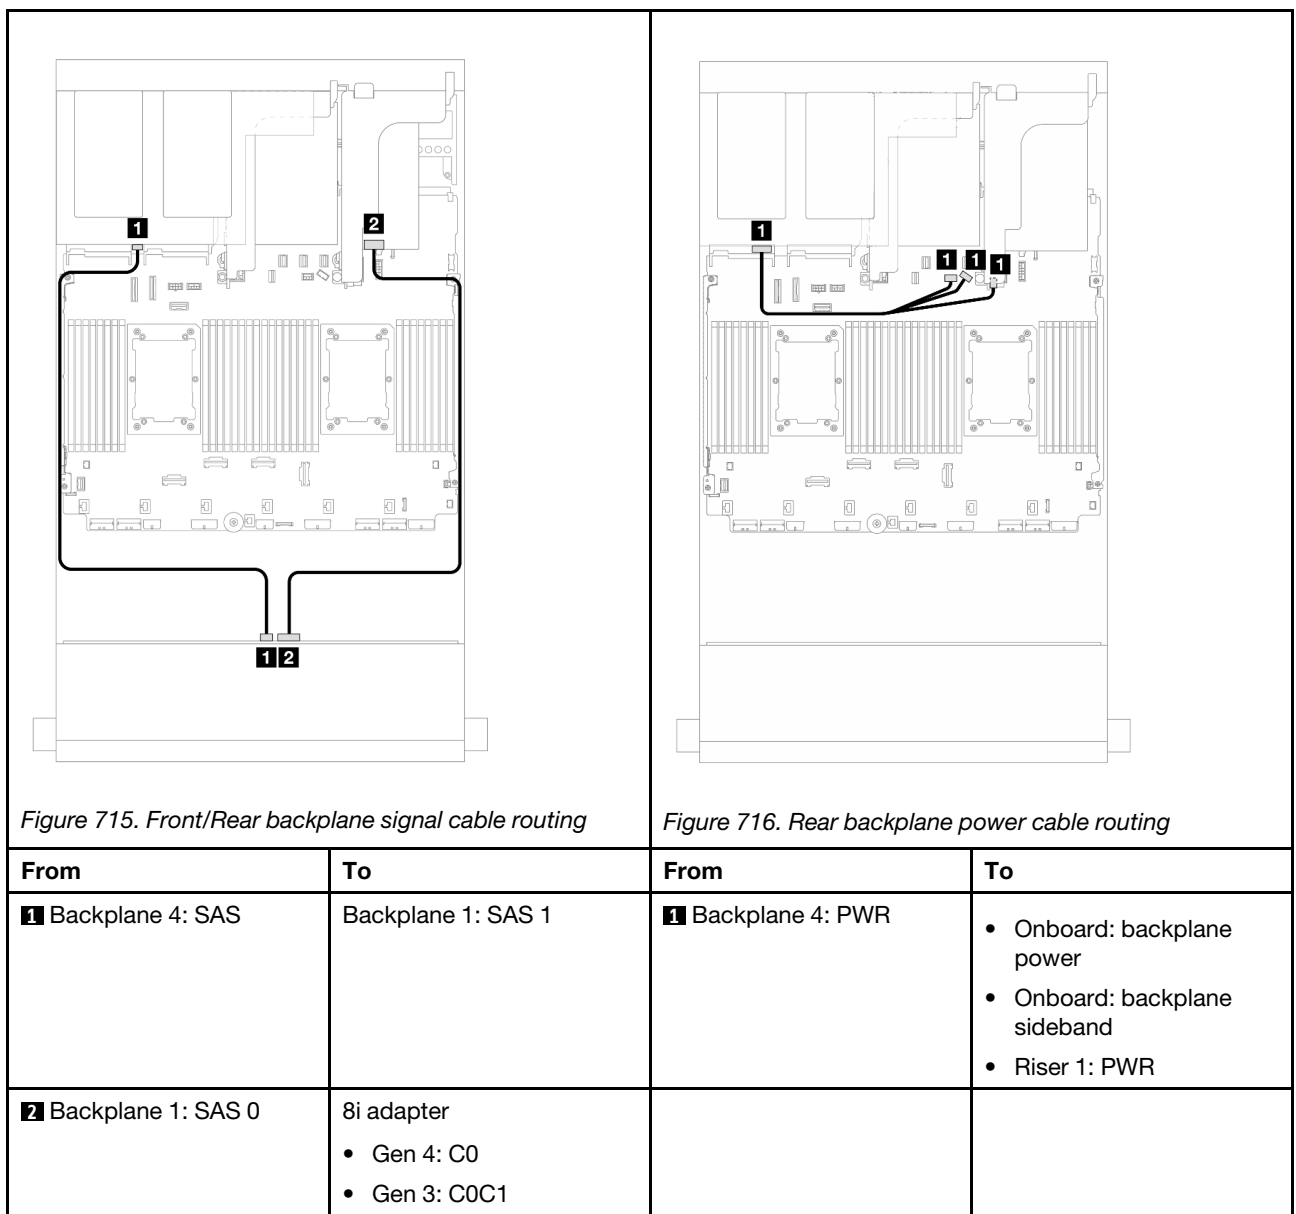 1
2
1 2
Figure 715. Front/Rear backplane signal cable routing
1
1 1 1
Figure 716. Rear backplane power cable routing
From
To
From
To
1 Backplane 4: SAS
Backplane 1: SAS 1
1 Backplane 4: PWR
• Onboard: backplane
power
• Onboard: backplane
sideband
• Riser 1: PWR
2 Backplane 1: SAS 0
8i adapter
• Gen 4: C0
• Gen 3: C0C1